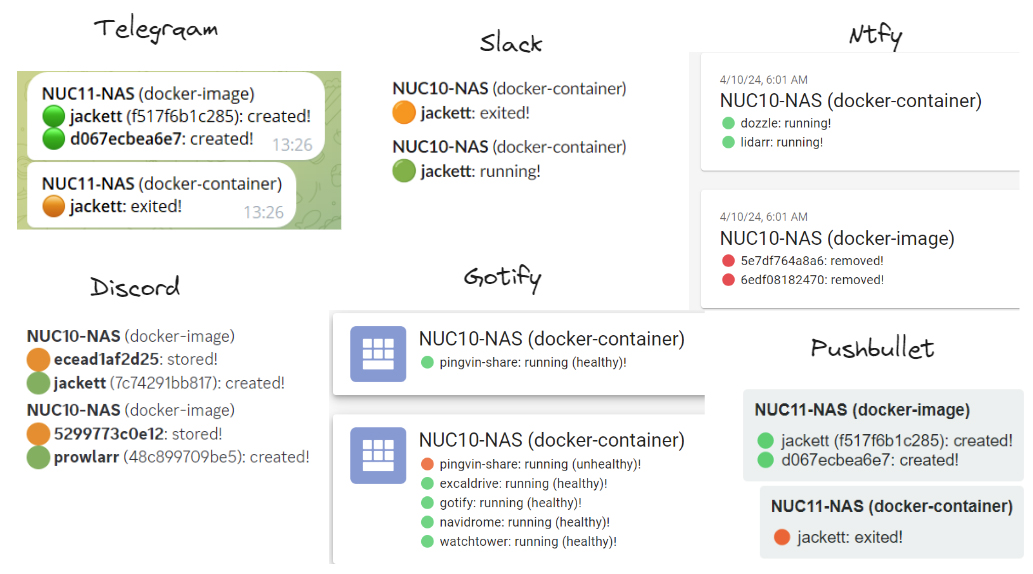 Telegraam
NUC11-NAS (docker-image)
jackett (f517f6b1c285): created!
d067ecbea6e7: created!
13:26
NUC11-NAS (docker-container)
jackett: exited!
13:26
Slack
NUC10-NAS (docker-container)
jackett: exited!
NUC10-NAS (docker-container)
jackett: running!
Ntfy
4/10/24, 6:01 AM
NUC10-NAS (docker-container)
dozzle: running!
lidarr: running!
4/10/24, 6:01 AM
NUC10-NAS (docker-image)
5e7df764a8a6: removed!
6edf08182470: removed!
Discord
NUC10-NAS (docker-image)
ecead1af2d25: stored!
jackett (7c74291bb817): created!
NUC10-NAS (docker-image)
5299773c0e12: stored!
prowlarr (48c899709be5): created!
Gotify
NUC10-NAS (docker-container)
pingvin-share: running (healthy)!
NUC10-NAS (docker-container)
pingvin-share: running (unhealthy)!
excaldrive: running (healthy)!
gotify: running (healthy)!
navidrome: running (healthy)!
watchtower: running (healthy)!
Pushbullet
NUC11-NAS (docker-image)
jackett (f517f6b1c285): created!
d067ecbea6e7: created!
NUC11-NAS (docker-container)
jackett: exited!